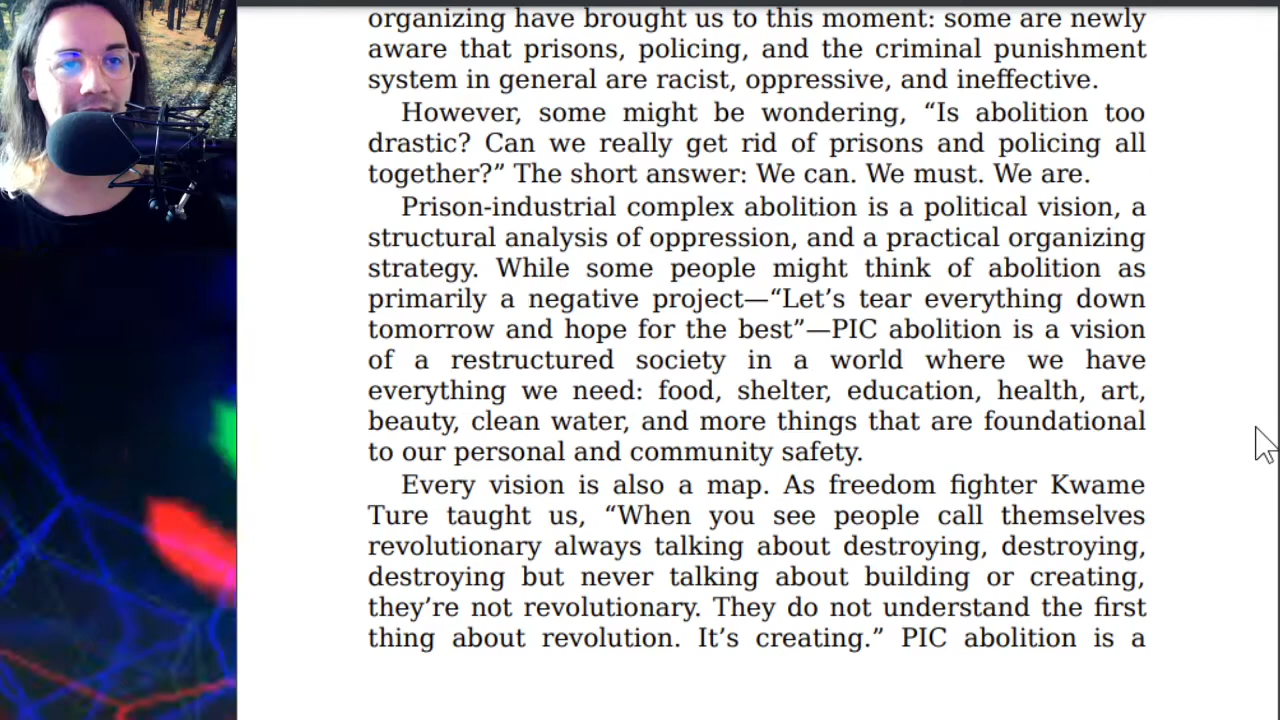 organizing have brought us to this moment: some are newly
aware that prisons, policing, and the criminal punishment
system in general are racist, oppressive, and ineffective.
However, some might be wondering, “Is abolition too
drastic? Can we really get rid of prisons and policing all
together?” The short answer: We can. We must. We are.
Prison-industrial complex abolition is a political vision, a
structural analysis of oppression, and a practical organizing
strategy. While some people might think of abolition as
primarily a negative project—“Let’s tear everything down
tomorrow and hope for the best”—PIC abolition is a vision
of a restructured society in a world where we have
everything we need: food, shelter, education, health, art,
beauty, clean water, and more things that are foundational
to our personal and community safety.
Every vision is also a map. As freedom fighter Kwame
Ture taught us, “When you see people call themselves
revolutionary always talking about destroying, destroying,
destroying but never talking about building or creating,
they’re not revolutionary. They do not understand the first
thing about revolution. It’s creating.” PIC abolition is a